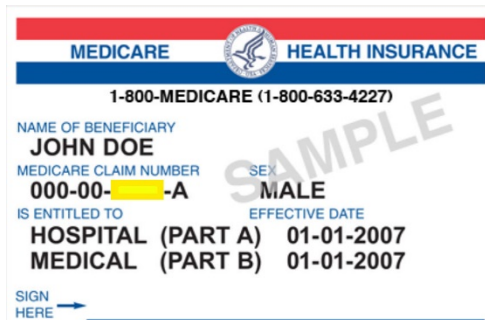 MEDICARE HEALTH INSURANCE
1-800-MEDICARE (1-800-633-4227)
NAME OF BENEFICIARY
JOHN DOE
MEDICARE CLAIM NUMBER SEX
000-00- -A MALE
IS ENTITLED TO EFFECTIVE DATE
HOSPITAL (PART A) 01-01-2007
MEDICAL (PART B) 01-01-2007
SIGN
HERE
SAMPLE